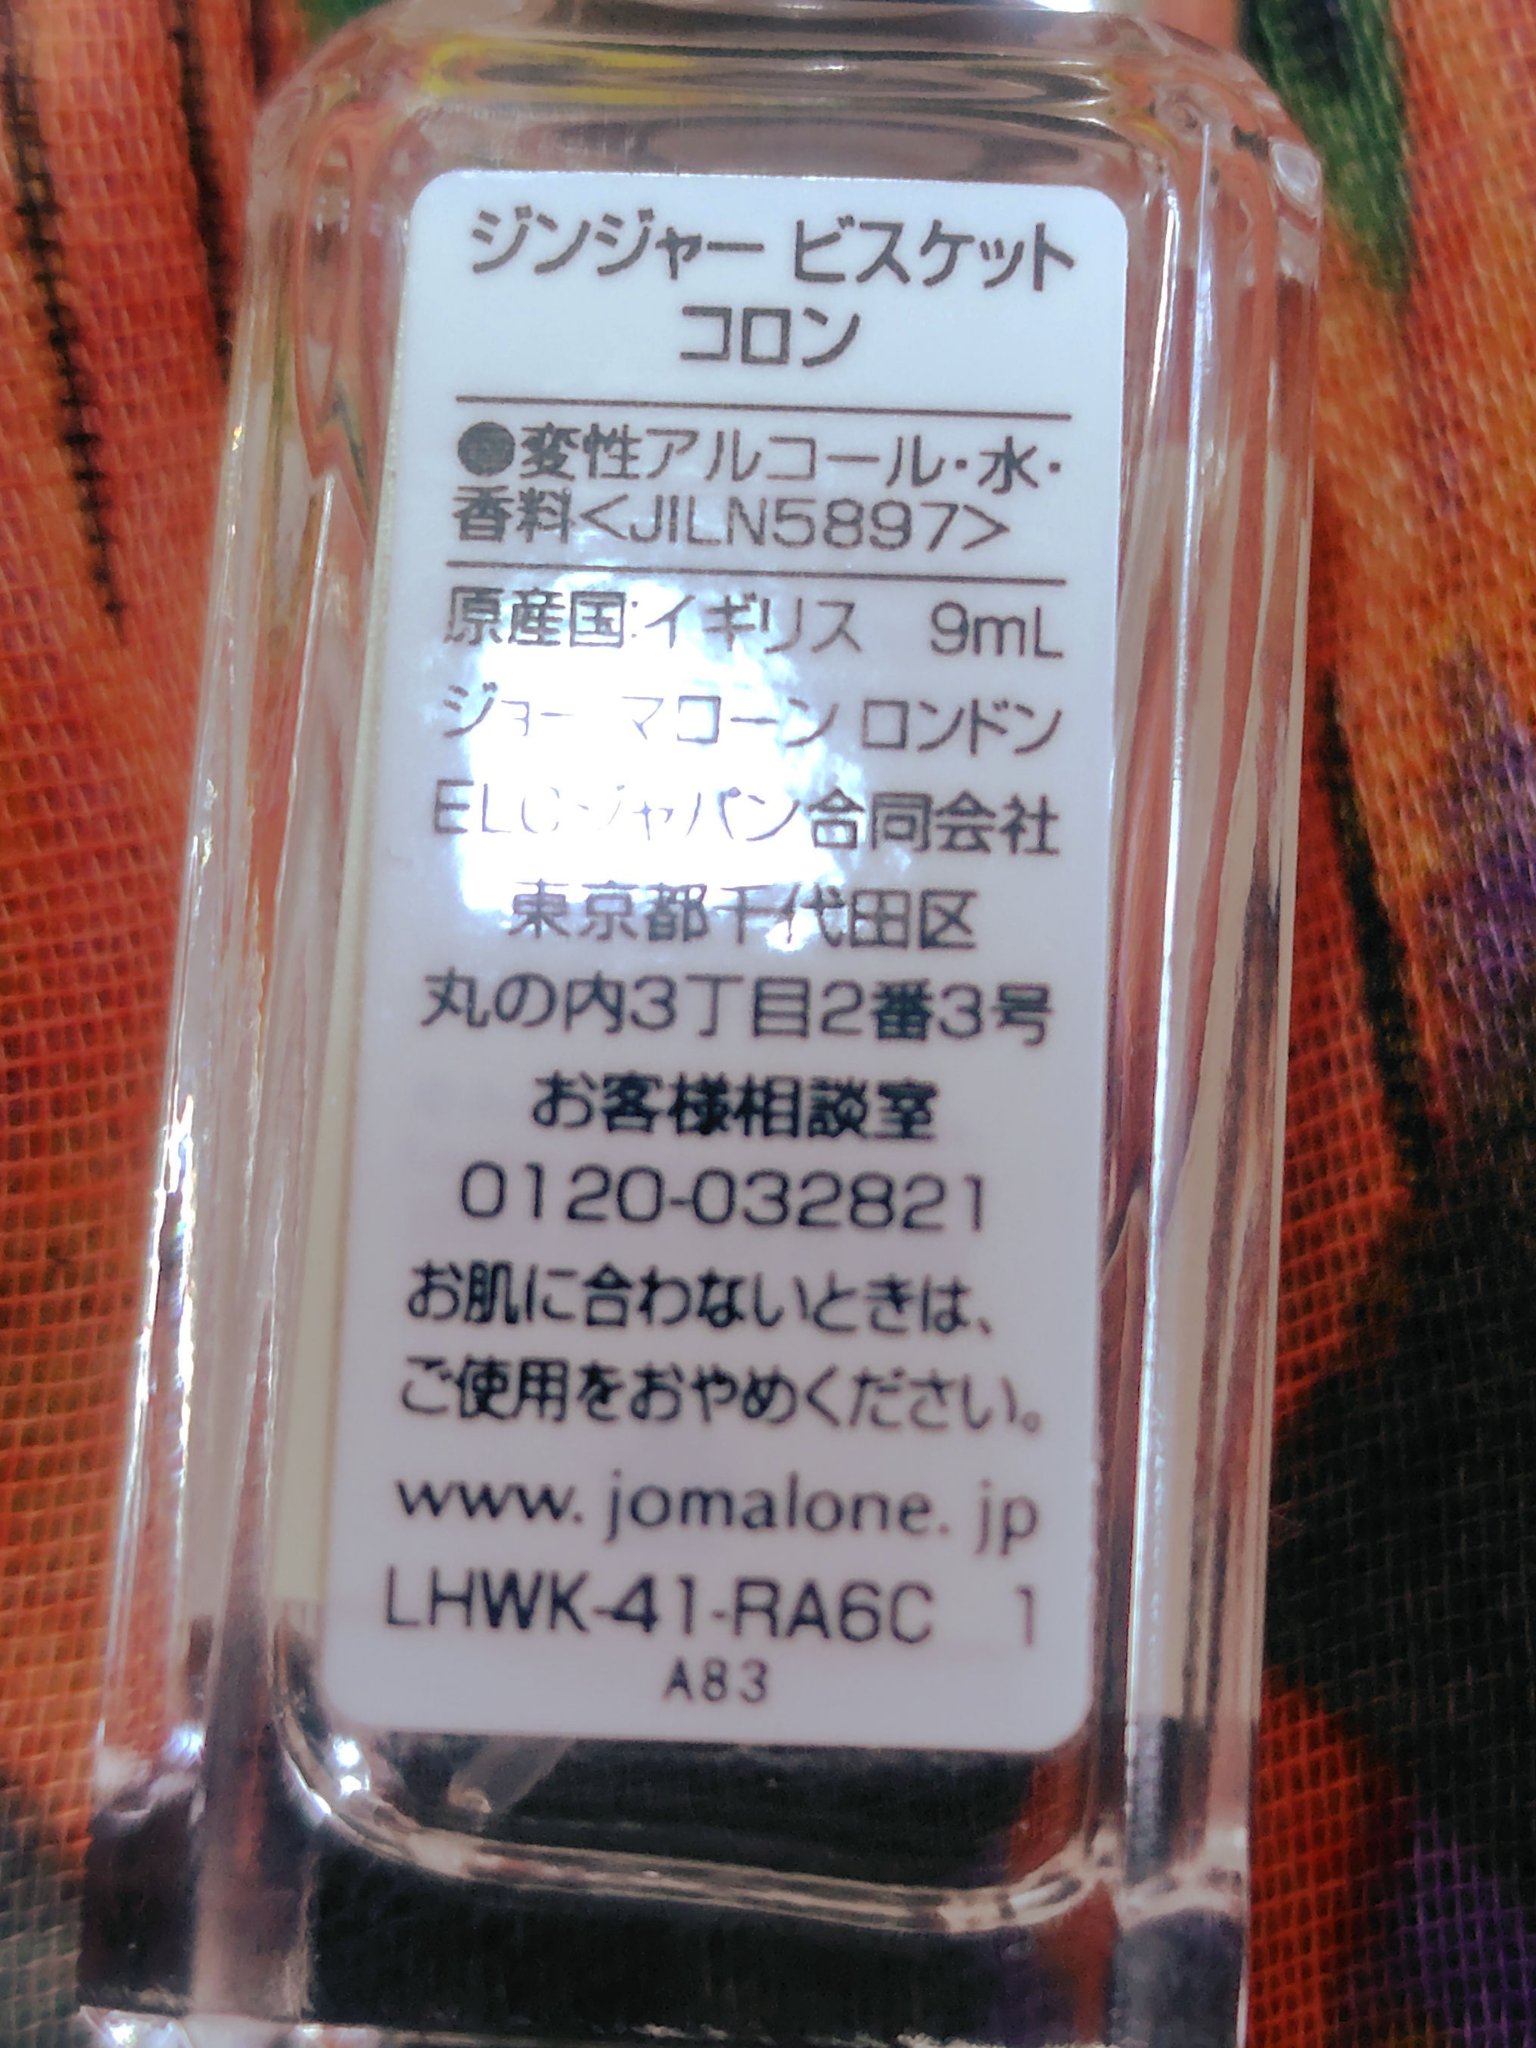 ジンジャー ビスケット
コロン
●変性アルコール・水・
香料<JILN5897>
原産国:イギリス 9mL
ジョー マローン ロンドン
ELCジャパン合同会社
東京都千代田区
丸の内3丁目2番3号
お客様相談室
0120-032821
お肌に合わないときは、
ご使用をおやめください。
www.jomalone.jp
LHWK-41-RA6C 1
A83